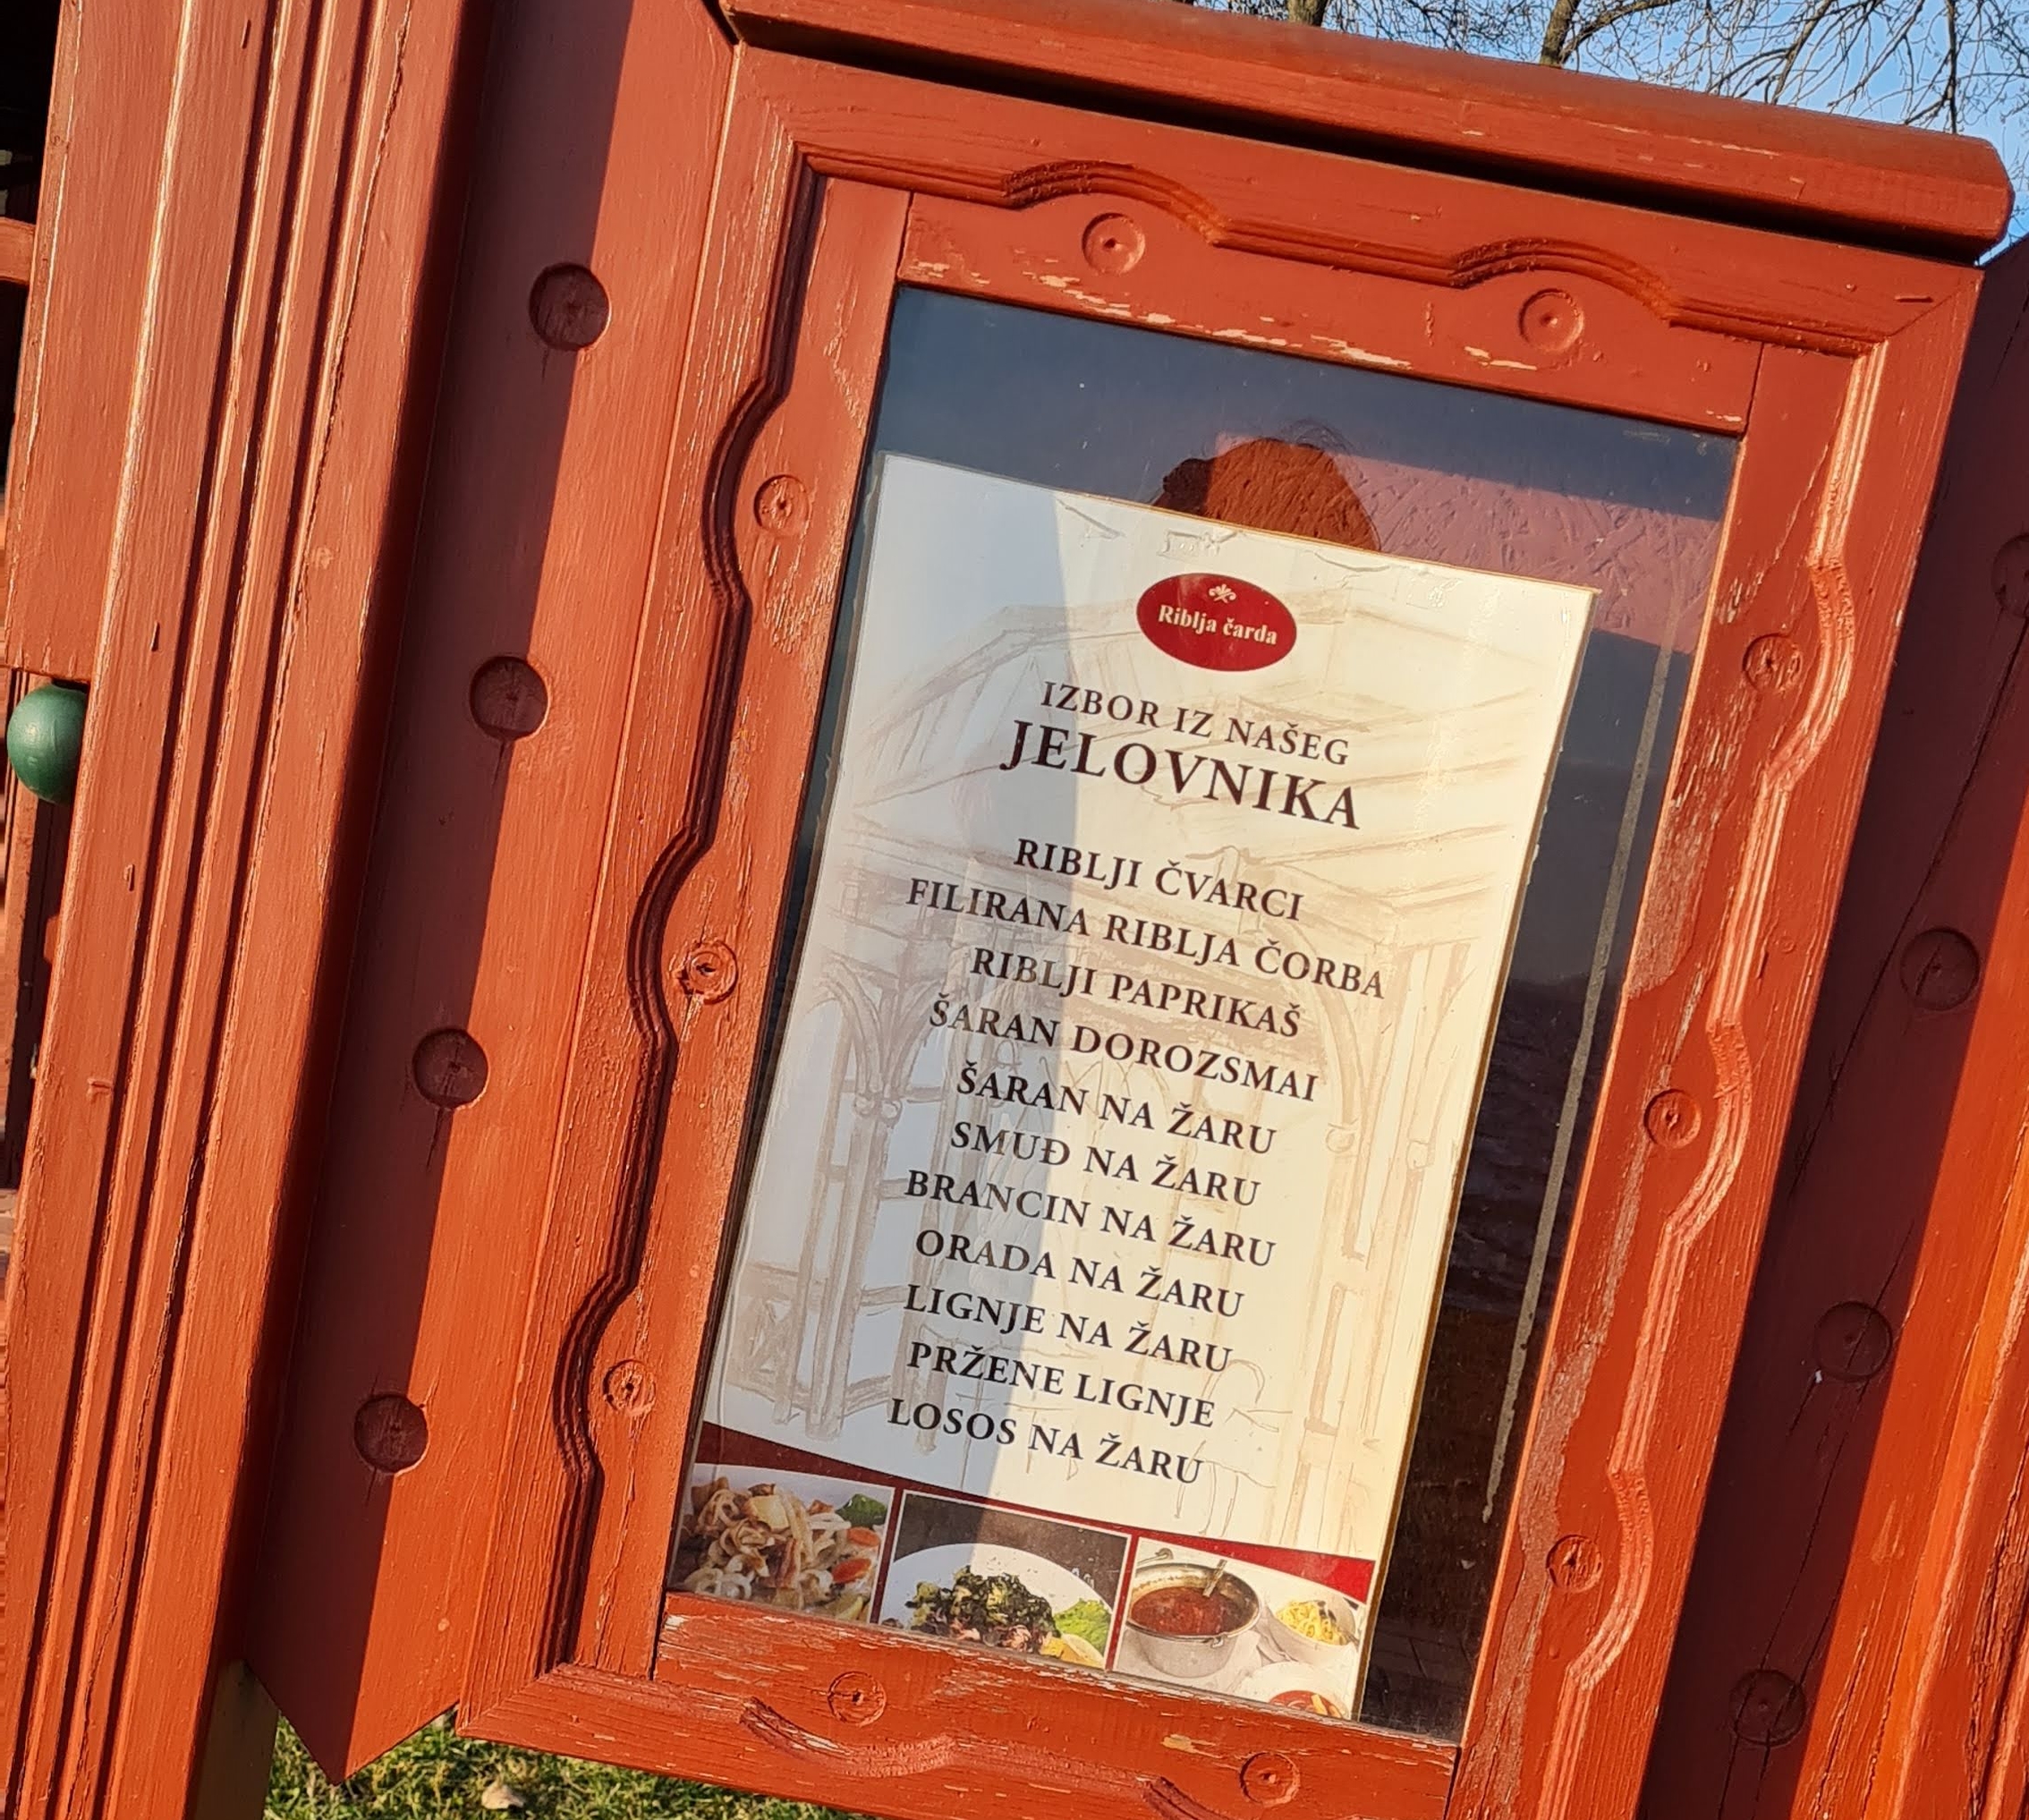 Riblja čarda
IZBOR IZ NAŠEG
JELOVNIKA
RIBLJI ČVARCI
FILIRANA RIBLJA ČORBA
RIBLJI PAPRIKAŠ
ŠARAN DOROZSMAI
ŠARAN NA ŽARU
SMUĐ NA ŽARU
BRANCIN NA ŽARU
ORADA NA ŽARU
LIGNJE NA ŽARU
PRŽENE LIGNJE
LOSOS NA ŽARU